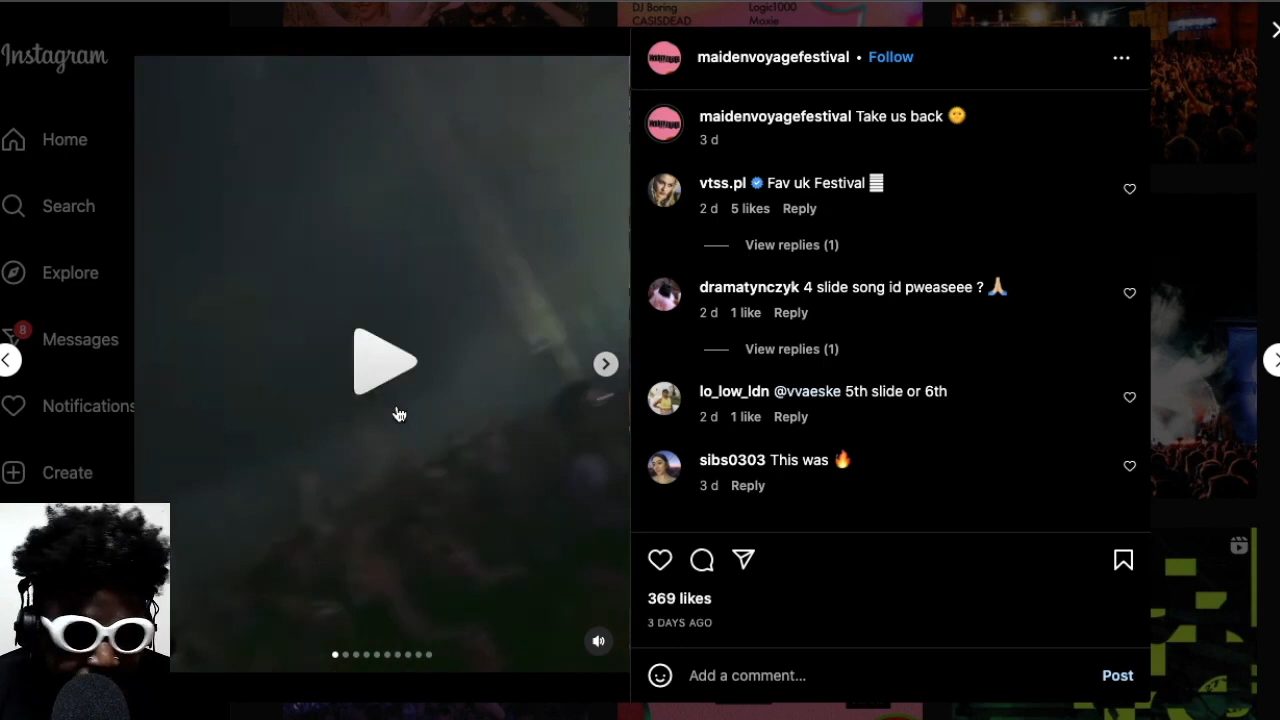 DJ Boring
CASISDEAD
Logic1000
Moxie
Instagram
Home
Search
Explore
8
Messages
Notifications
Create
maidenvoyagefestival • Follow
maidenvoyagefestival Take us back 🌞
3 d
vtss.pl Fav uk Festival
2 d 5 likes Reply
View replies (1)
dramatynczyk 4 slide song id pweaseee ? 🙏🏼
2 d 1 like Reply
View replies (1)
lo_low_ldn @vvaeske 5th slide or 6th
2 d 1 like Reply
sibs0303 This was 🔥
3 d Reply
369 likes
3 DAYS AGO
Add a comment...
Post